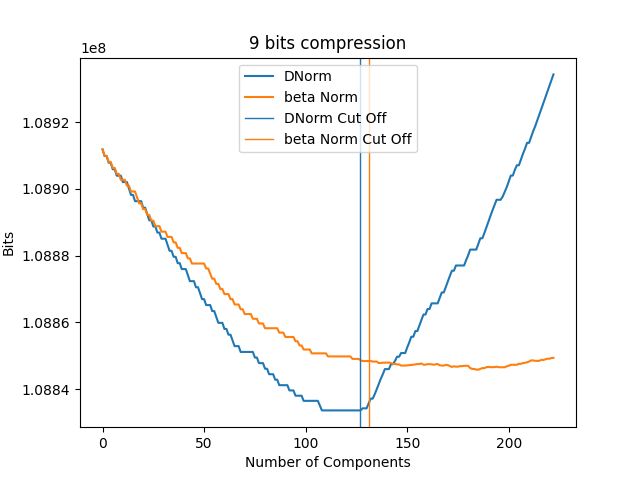 9 bits compression
1e8
DNorm
beta Norm
DNorm Cut Off
beta Norm Cut Off
1.0892
1.0890
1.0888
1.0886
1.0884
Bits
0 50 100 150 200
Number of Components